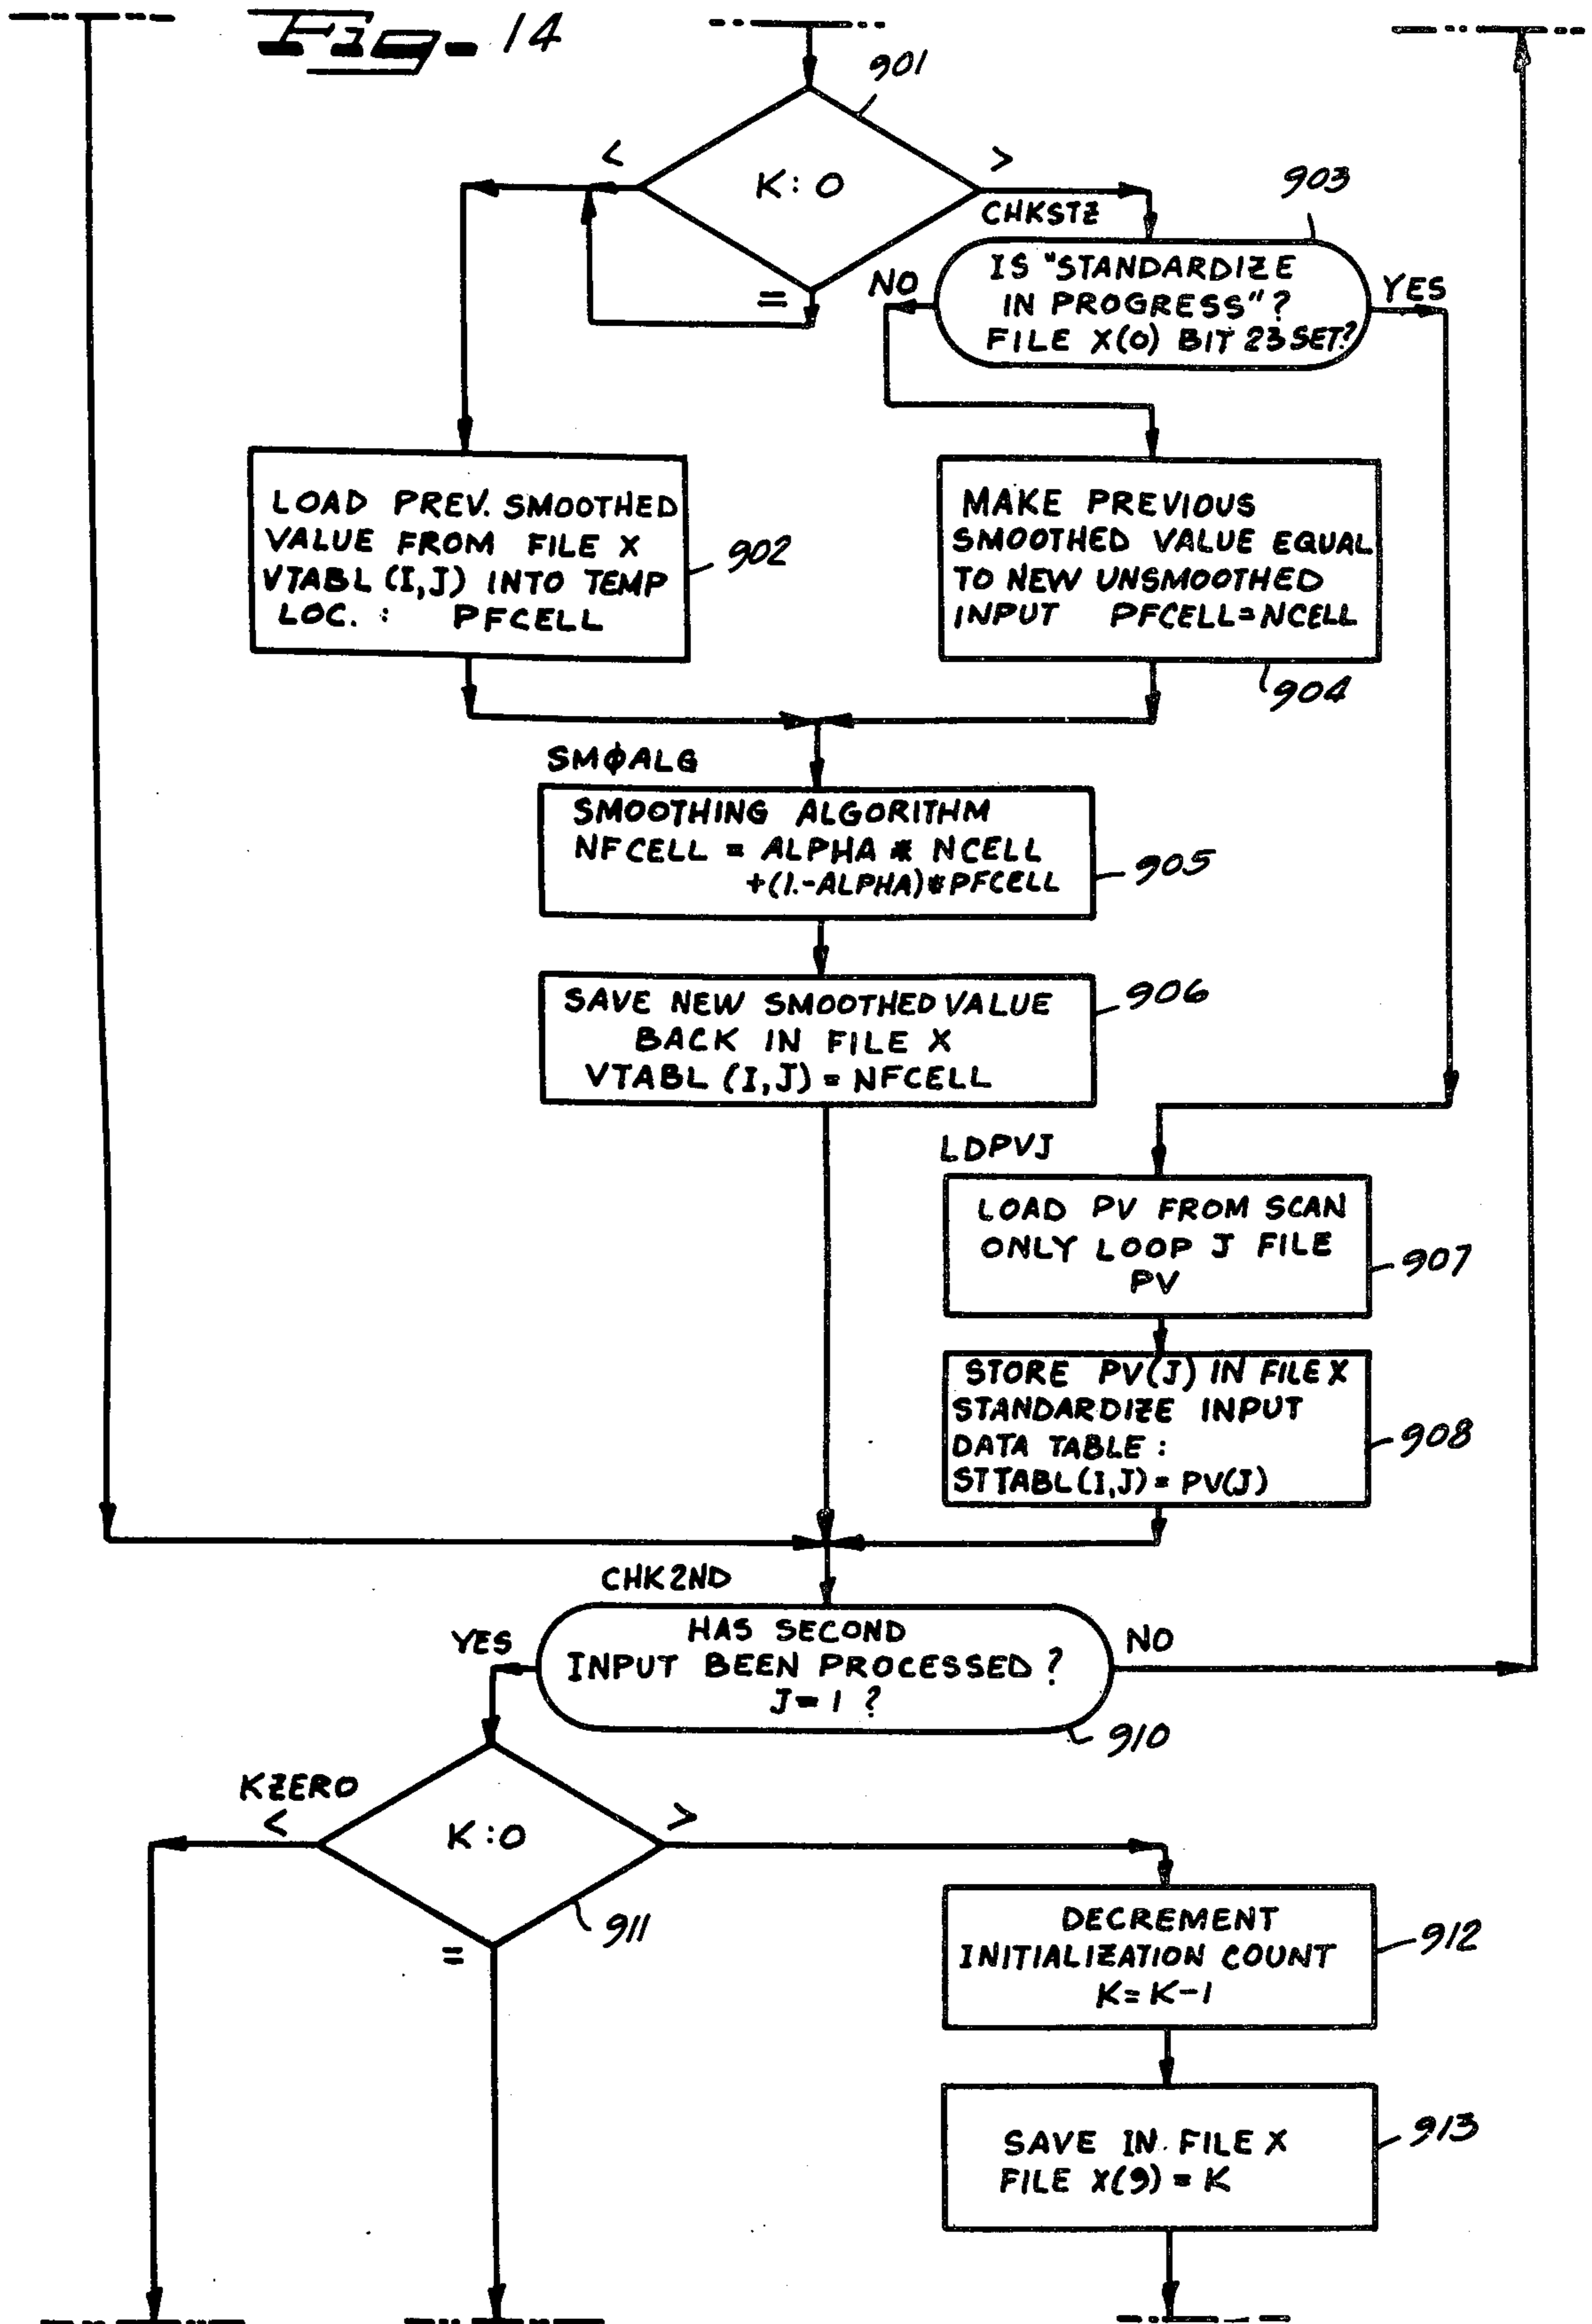 Fig-14
901
<
K: 0
>
CHKSTZ
=
903
IS "STANDARDIZE
IN PROGRESS"?
FILE X(0) BIT 23 SET?
NO
YES
LOAD PREV. SMOOTHED
VALUE FROM FILE X
VTABL (I,J) INTO TEMP
LOC. : PFCELL
902
MAKE PREVIOUS
SMOOTHED VALUE EQUAL
TO NEW UNSMOOTHED
INPUT PFCELL=NCELL
904
SMΦALG
SMOOTHING ALGORITHM
NFCELL = ALPHA * NCELL
+(1.-ALPHA)*PFCELL
905
SAVE NEW SMOOTHED VALUE
BACK IN FILE X
VTABL (I,J) = NFCELL
906
LDPVJ
LOAD PV FROM SCAN
ONLY LOOP J FILE
PV
907
STORE PV(J) IN FILE X
STANDARDIZE INPUT
DATA TABLE :
STTABL(I,J) = PV(J)
908
CHK2ND
HAS SECOND
INPUT BEEN PROCESSED ?
J=1 ?
YES
NO
910
KZERO
<
K:0
>
=
911
DECREMENT
INITIALIZATION COUNT
K=K-1
912
SAVE IN FILE X
FILE X(9) = K
913